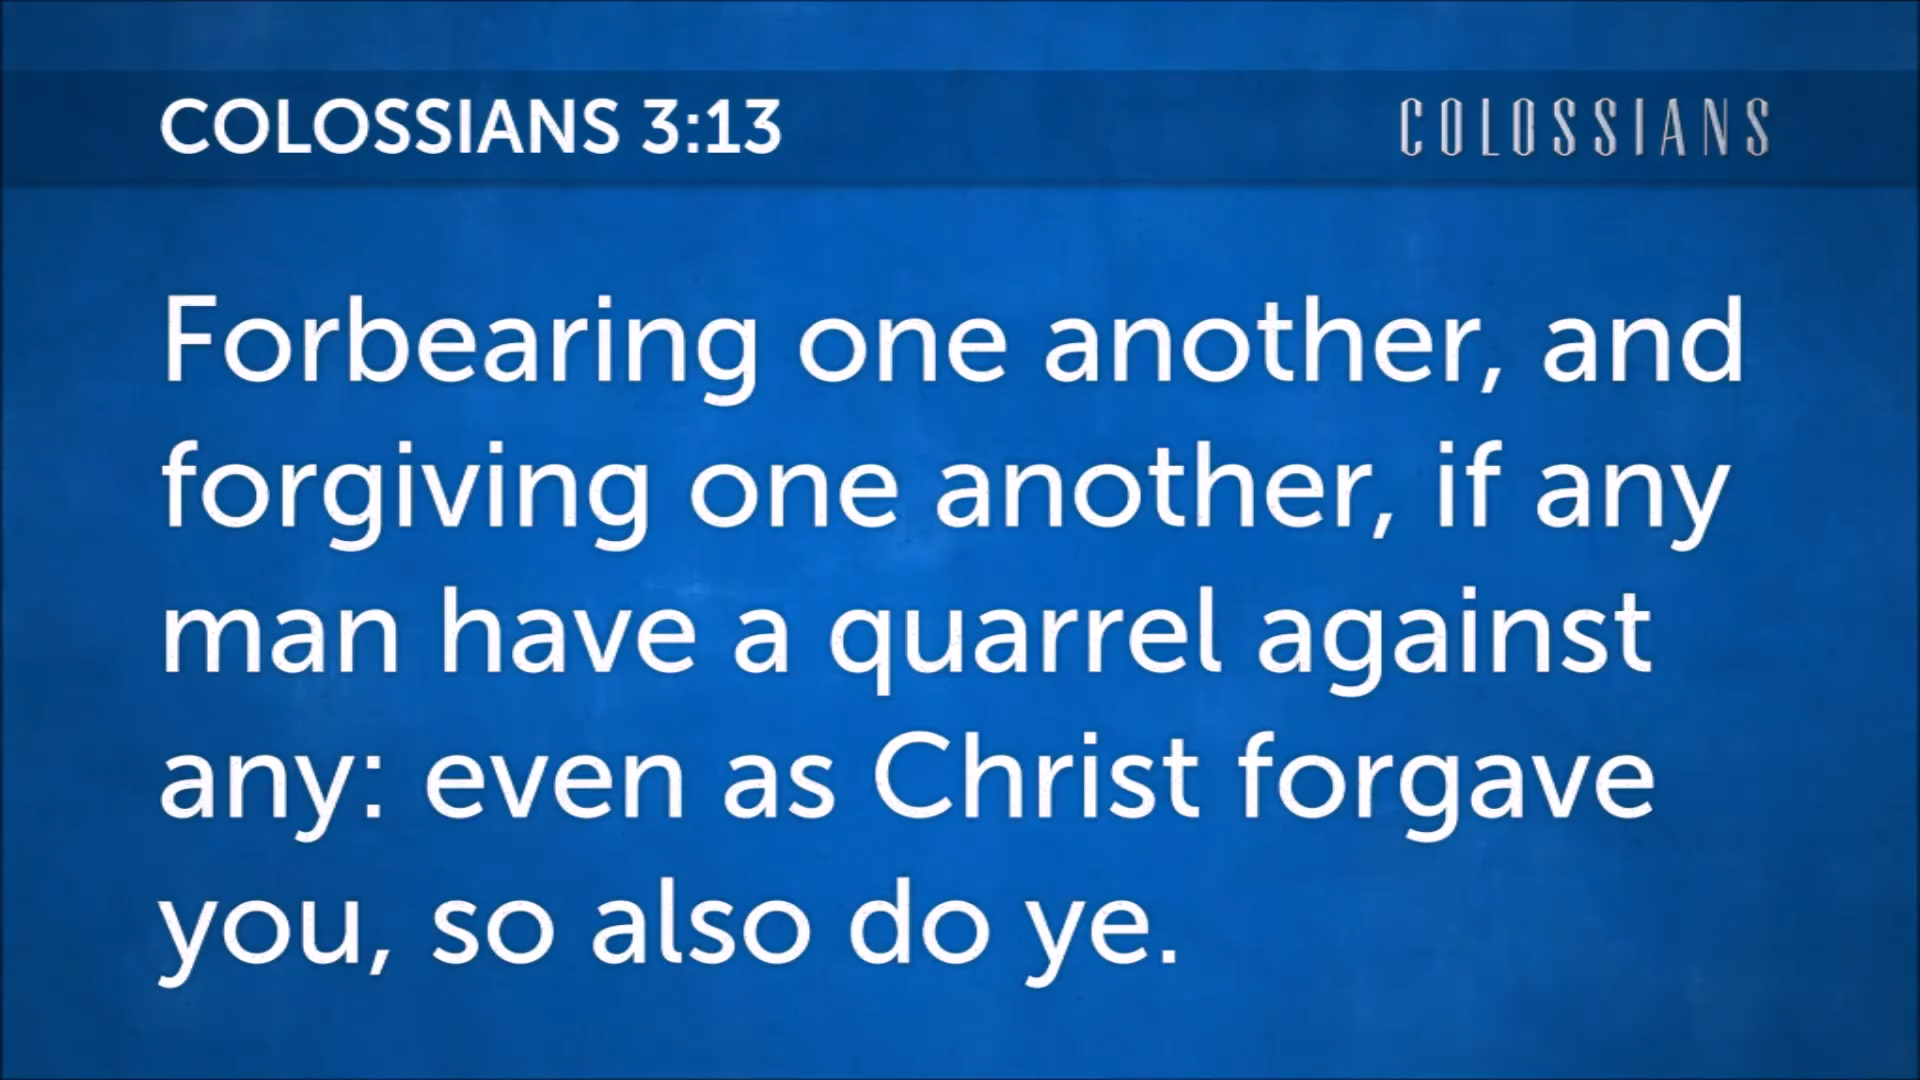 COLOSSIANS 3:13
COLOSSIANS
Forbearing one another, and
forgiving one another, if any
man have a quarrel against
any: even as Christ forgave
you, so also do ye.